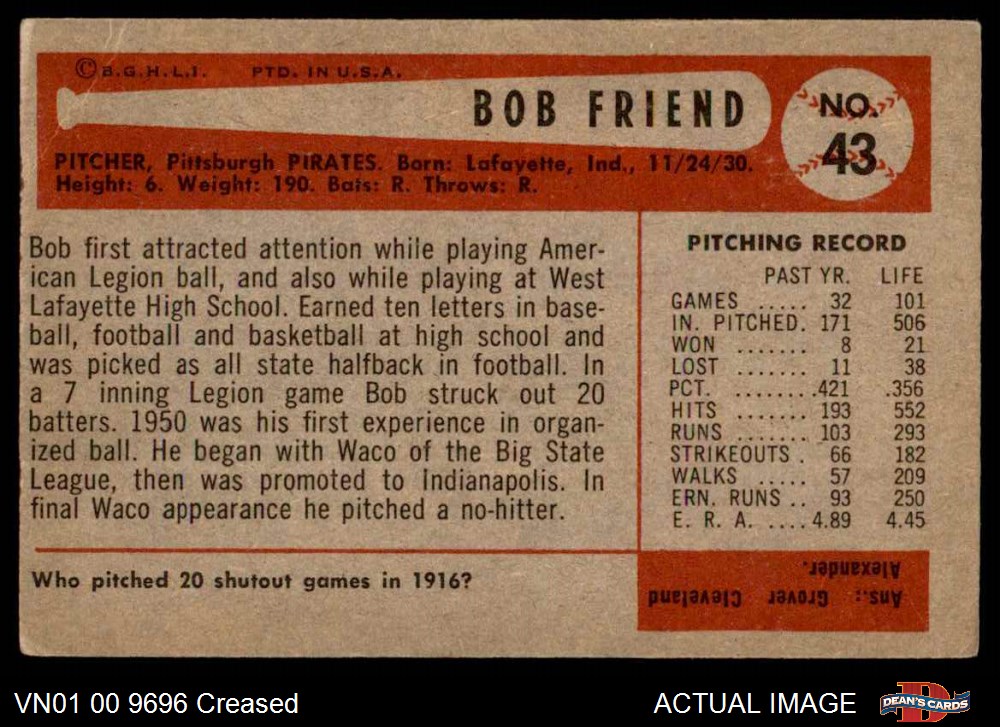 © B.G.H.L.I. PTD. IN U.S.A.
BOB FRIEND
NO.
43
PITCHER, Pittsburgh PIRATES. Born: Lafayette, Ind., 11/24/30.
Height: 6. Weight: 190. Bats: R. Throws: R.
Bob first attracted attention while playing Amer-
ican Legion ball, and also while playing at West
Lafayette High School. Earned ten letters in base-
ball, football and basketball at high school and
was picked as all state halfback in football. In
a 7 inning Legion game Bob struck out 20
batters. 1950 was his first experience in organ-
ized ball. He began with Waco of the Big State
League, then was promoted to Indianapolis. In
final Waco appearance he pitched a no-hitter.
PITCHING RECORD
PAST YR. LIFE
GAMES ..... 32 101
IN. PITCHED. 171 506
WON ....... 8 21
LOST ....... 11 38
PCT. ........ .421 .356
HITS ....... 193 552
RUNS ....... 103 293
STRIKEOUTS . 66 182
WALKS ..... 57 209
ERN. RUNS .. 93 250
E. R. A. .... 4.89 4.45
Who pitched 20 shutout games in 1916?
Ans.: Grover Cleveland
Alexander.
VN01 00 9696 Creased
ACTUAL IMAGE
D
DEAN'S CARDS